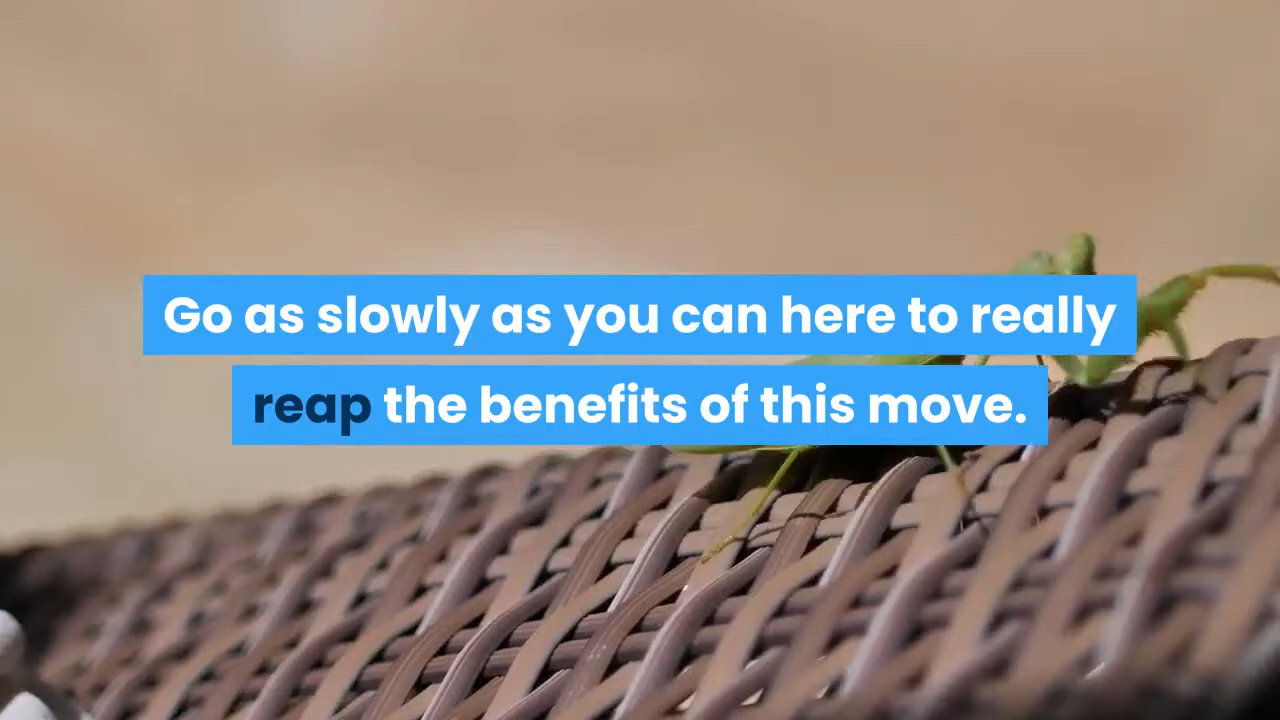 Go as slowly as you can here to really
reap the benefits of this move.